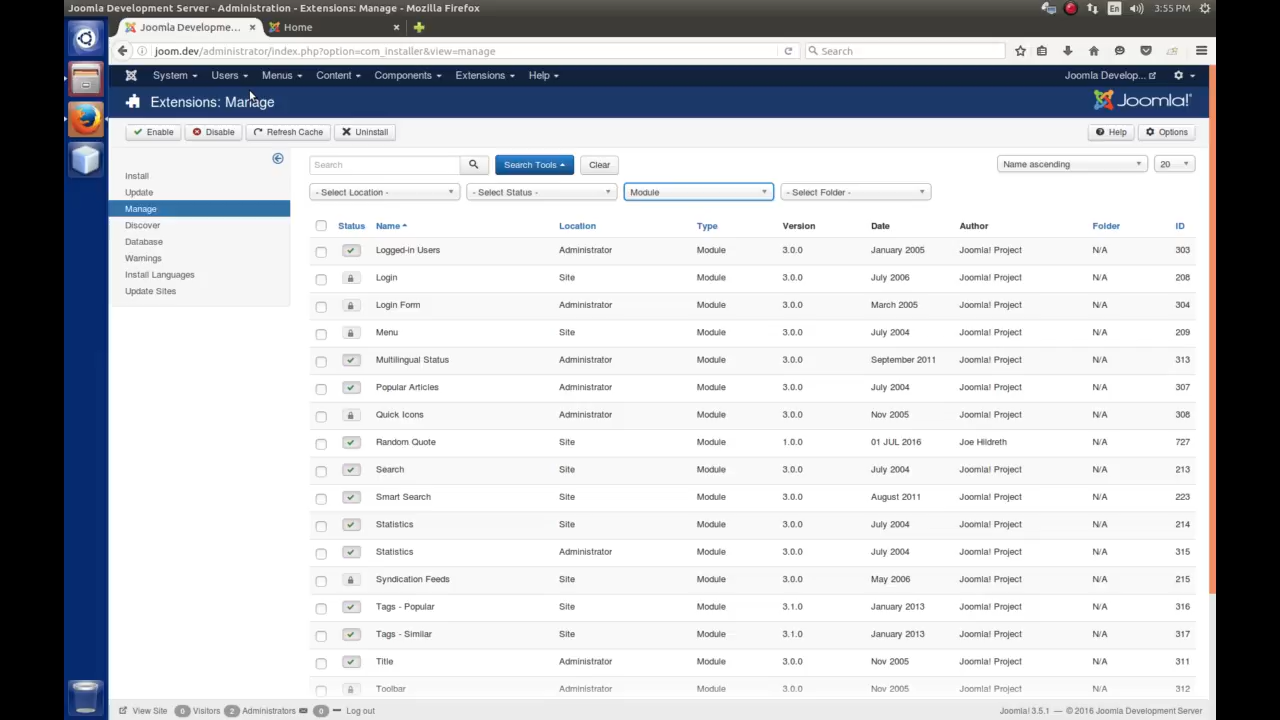 Joomla Development Server - Administration - Extensions: Manage - Mozilla Firefox En 3:55 PM
Joomla Developme... × Home ×
joom.dev/administrator/index.php?option=com_installer&view=manage Search
System Users Menus Content Components Extensions Help Joomla Develop...
Extensions: Manage Joomla!
Enable Disable Refresh Cache Uninstall Help Options
Install
Update
Manage
Discover
Database
Warnings
Install Languages
Update Sites
Search Search Tools Clear Name ascending 20
- Select Location - - Select Status - Module - Select Folder -
Status Name Location Type Version Date Author Folder ID
Logged-in Users Administrator Module 3.0.0 January 2005 Joomla! Project N/A 303
Login Site Module 3.0.0 July 2006 Joomla! Project N/A 208
Login Form Administrator Module 3.0.0 March 2005 Joomla! Project N/A 304
Menu Site Module 3.0.0 July 2004 Joomla! Project N/A 209
Multilingual Status Administrator Module 3.0.0 September 2011 Joomla! Project N/A 313
Popular Articles Administrator Module 3.0.0 July 2004 Joomla! Project N/A 307
Quick Icons Administrator Module 3.0.0 Nov 2005 Joomla! Project N/A 308
Random Quote Site Module 1.0.0 01 JUL 2016 Joe Hildreth N/A 727
Search Site Module 3.0.0 July 2004 Joomla! Project N/A 213
Smart Search Site Module 3.0.0 August 2011 Joomla! Project N/A 223
Statistics Site Module 3.0.0 July 2004 Joomla! Project N/A 214
Statistics Administrator Module 3.0.0 July 2004 Joomla! Project N/A 315
Syndication Feeds Site Module 3.0.0 May 2006 Joomla! Project N/A 215
Tags - Popular Site Module 3.1.0 January 2013 Joomla! Project N/A 316
Tags - Similar Site Module 3.1.0 January 2013 Joomla! Project N/A 317
Title Administrator Module 3.0.0 Nov 2005 Joomla! Project N/A 311
Toolbar Administrator Module 3.0.0 Nov 2005 Joomla! Project N/A 312
View Site 0 Visitors 2 Administrators 0 Log out Joomla! 3.5.1 — © 2016 Joomla Development Server